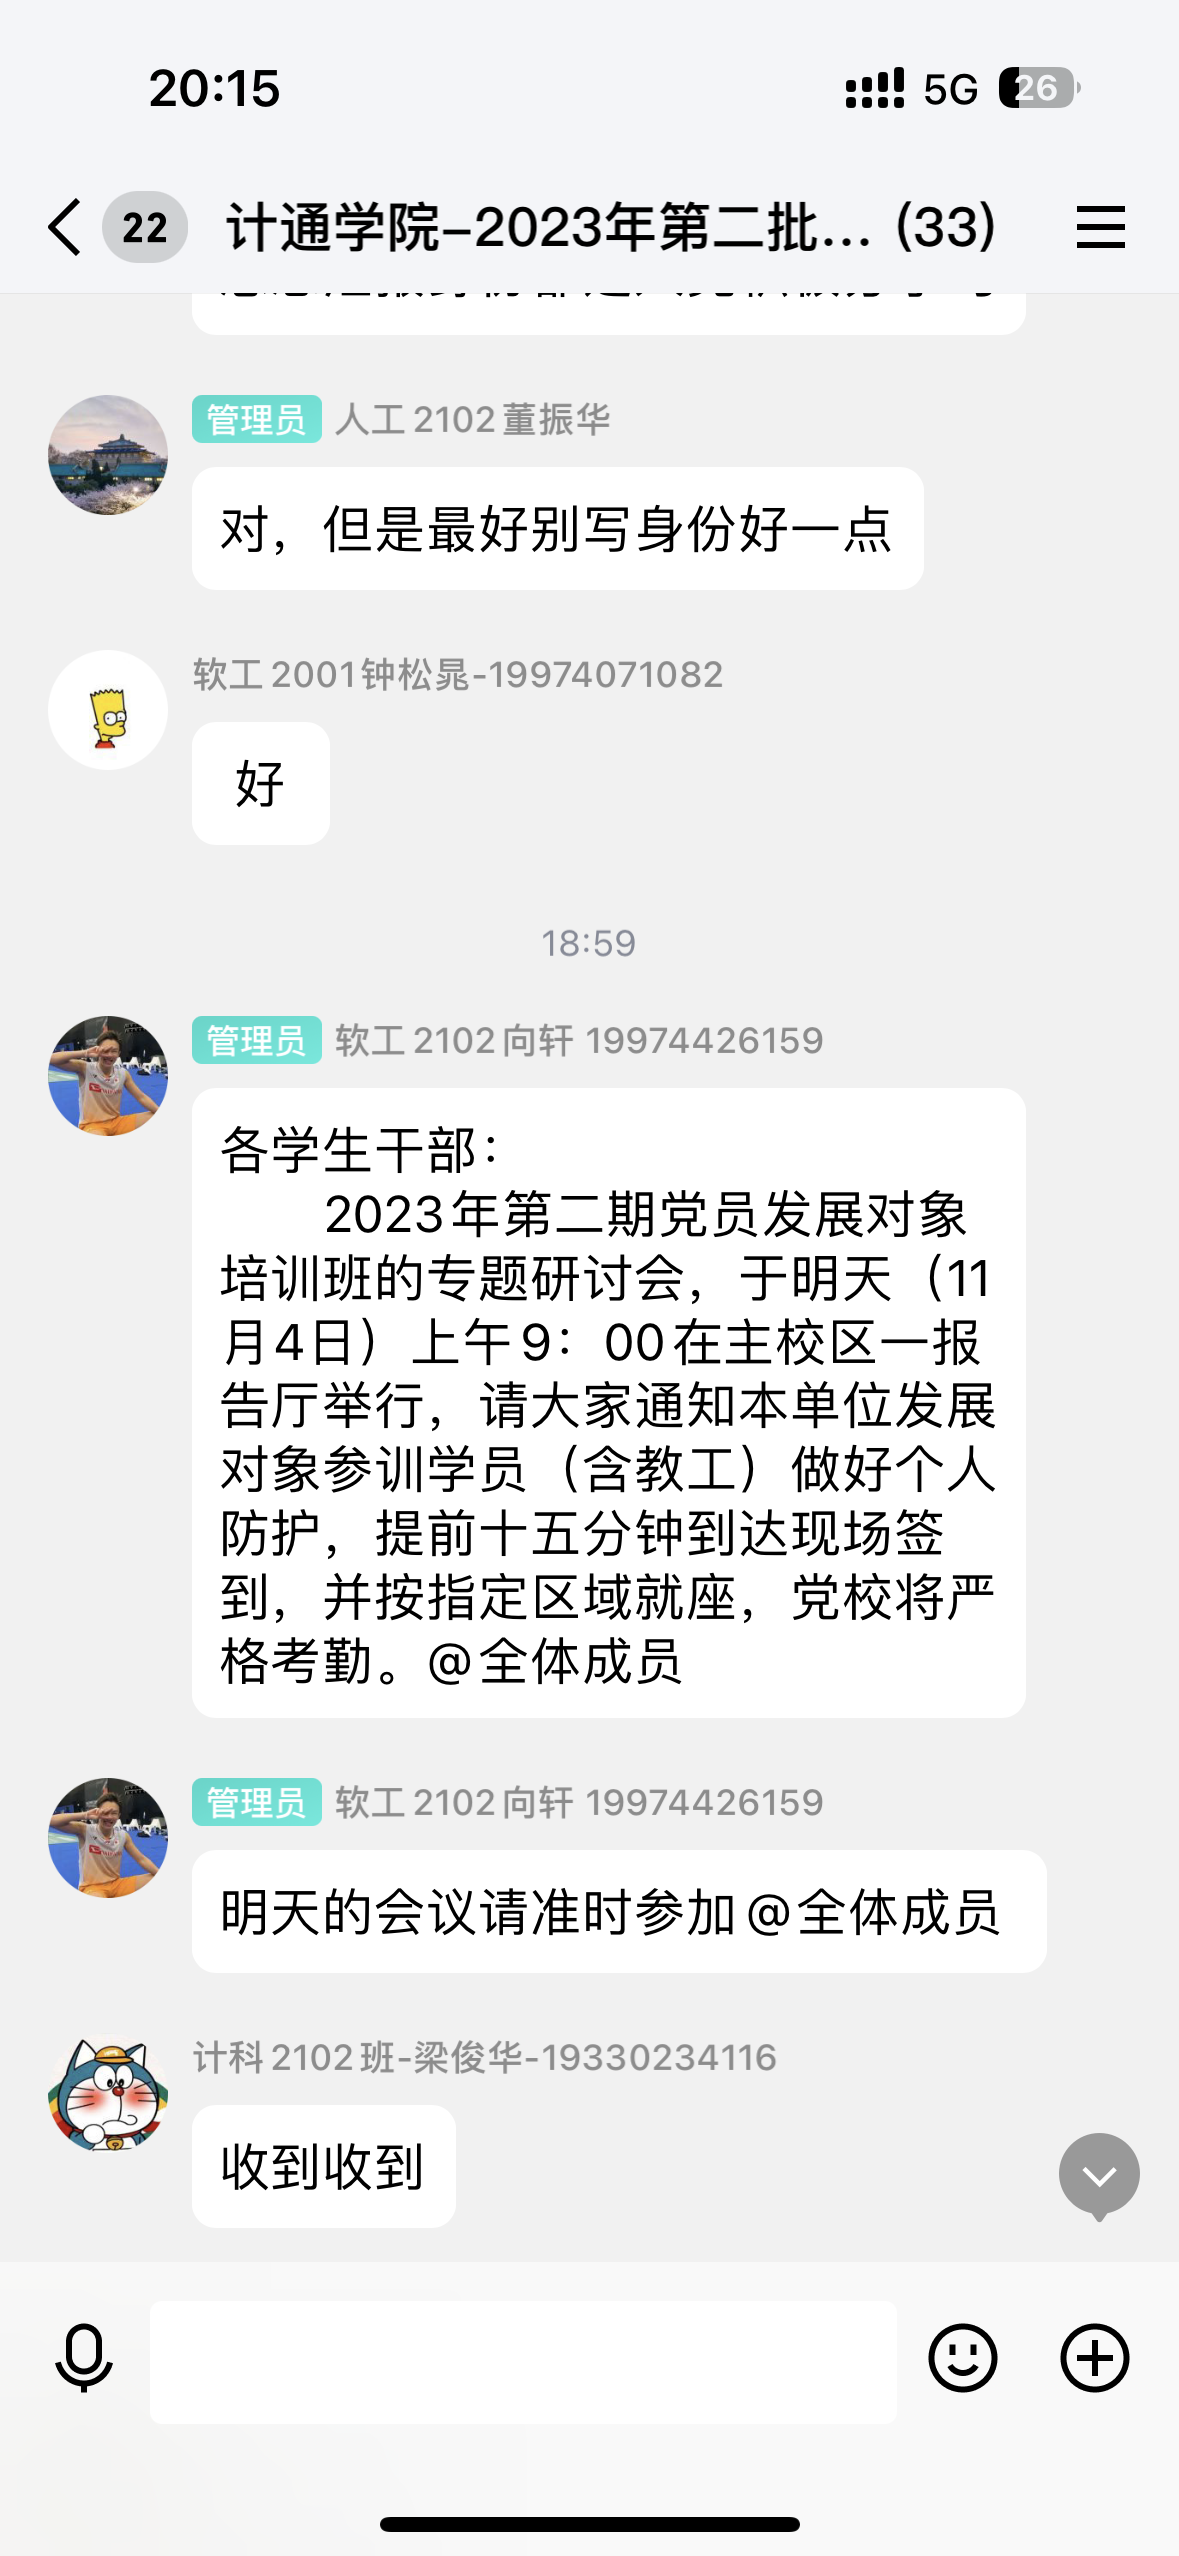 20:15
5G
26
22
计通学院-2023年第二批... (33)
管理员 人工2102董振华
对，但是最好别写身份好一点
软工2001钟松晁-19974071082
好
18:59
管理员 软工2102向轩 19974426159
各学生干部：
2023年第二期党员发展对象
培训班的专题研讨会，于明天（11
月4日）上午9：00在主校区一报
告厅举行，请大家通知本单位发展
对象参训学员（含教工）做好个人
防护，提前十五分钟到达现场签
到，并按指定区域就座，党校将严
格考勤。@全体成员
管理员 软工2102向轩 19974426159
明天的会议请准时参加@全体成员
计科2102班-梁俊华-19330234116
收到收到